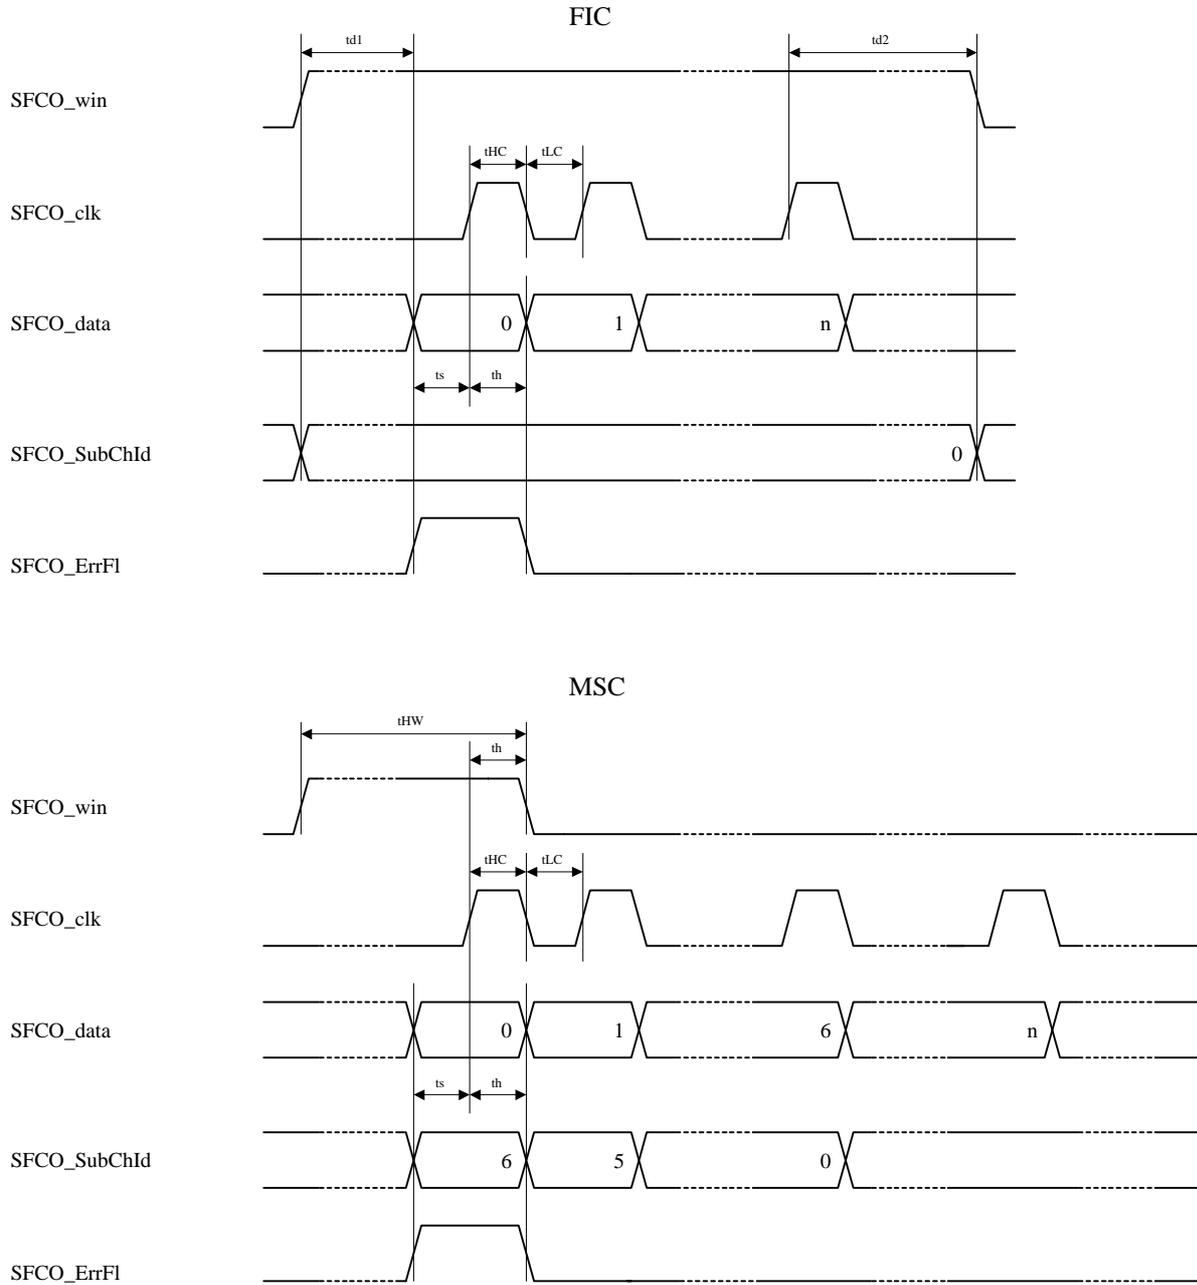 FIC
td1
td2
SFCO_win
tHC
tLC
SFCO_clk
SFCO_data
0
1
n
ts
th
SFCO_SubChId
0
SFCO_ErrFl
MSC
tHW
th
SFCO_win
tHC
tLC
SFCO_clk
SFCO_data
0
1
6
n
ts
th
SFCO_SubChId
6
5
0
SFCO_ErrFl